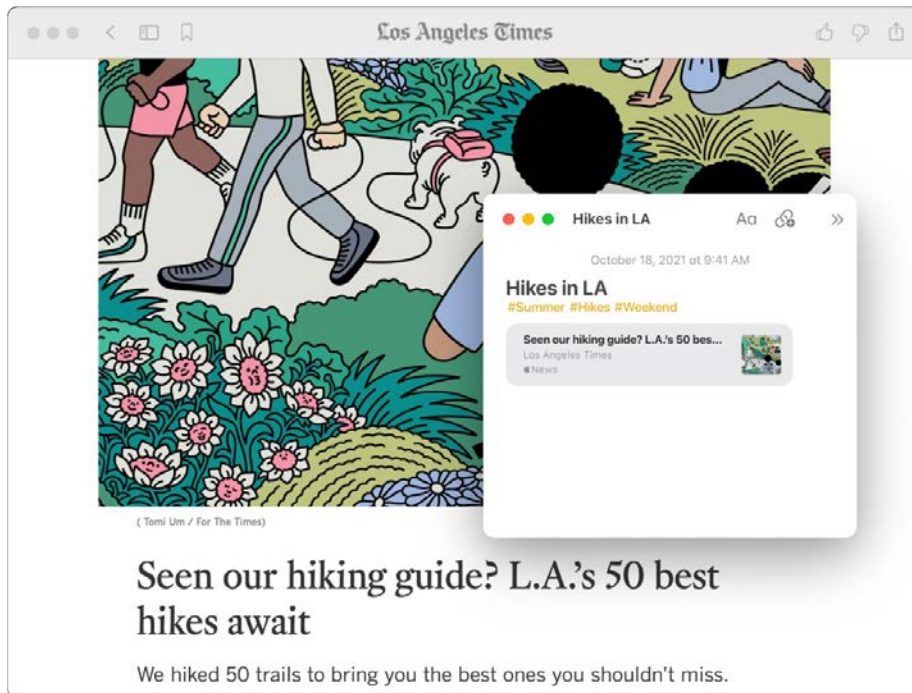 Los Angeles Times
Hikes in LA
Aa
October 18, 2021 at 9:41 AM
Hikes in LA
#Summer #Hikes #Weekend
Seen our hiking guide? L.A.'s 50 bes...
Los Angeles Times
News
( Tomi Um / For The Times)
Seen our hiking guide? L.A.’s 50 best
hikes await
We hiked 50 trails to bring you the best ones you shouldn't miss.